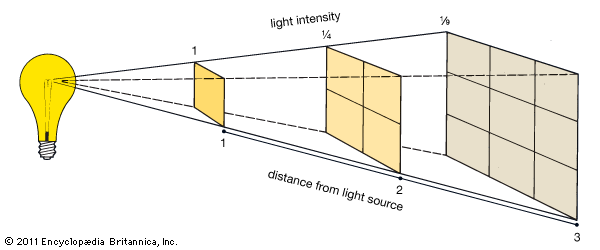 light intensity
1
¼
⅑
1
2
3
distance from light source
© 2011 Encyclopædia Britannica, Inc.